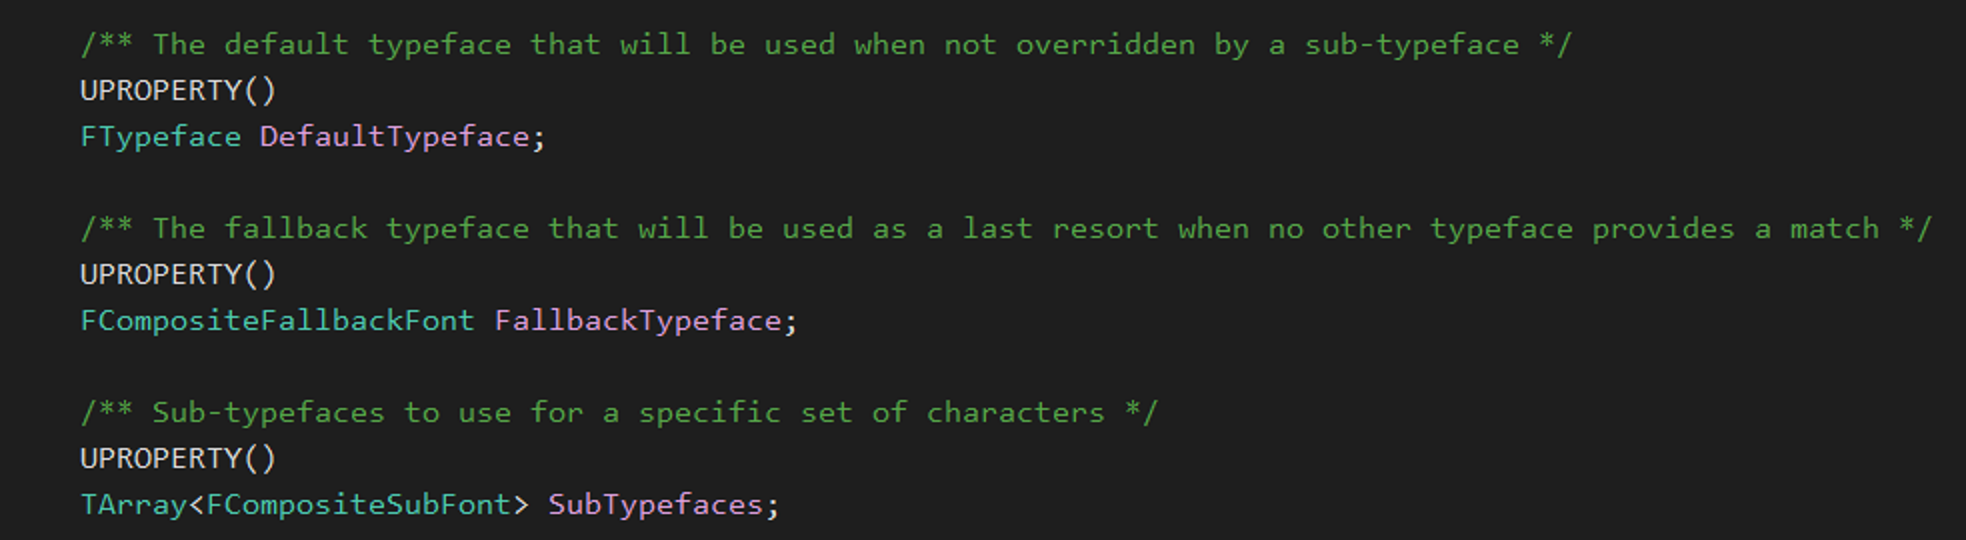 /** The default typeface that will be used when not overridden by a sub-typeface */
UPROPERTY()
FTypeface DefaultTypeface;
/** The fallback typeface that will be used as a last resort when no other typeface provides a match */
UPROPERTY()
FCompositeFallbackFont FallbackTypeface;
/** Sub-typefaces to use for a specific set of characters */
UPROPERTY()
TArray<FCompositeSubFont> SubTypefaces;